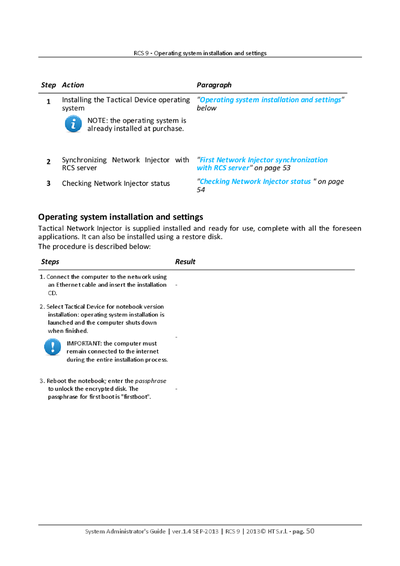 RCS 9 - Operating system installation and settings
Step Action Paragraph
1 Installing the Tactical Device operating "Operating system installation and settings"
system below
NOTE: the operating system is
already installed at purchase.
2 Synchronizing Network Injector with "First Network Injector synchronization
RCS server with RCS server" on page 53
3 Checking Network Injector status "Checking Network Injector status " on page
54
Operating system installation and settings
Tactical Network Injector is supplied installed and ready for use, complete with all the foreseen
applications. It can also be installed using a restore disk.
The procedure is described below:
Steps Result
1. Connect the computer to the network using
an Ethernet cable and insert the installation -
CD.
2. Select Tactical Device for notebook version
installation: operating system installation is
launched and the computer shuts down
when finished.
-
IMPORTANT: the computer must
remain connected to the internet
during the entire installation process.
3. Reboot the notebook; enter the passphrase
to unlock the encrypted disk. The -
passphrase for first boot is "firstboot".
System Administrator's Guide | ver.1.4 SEP-2013 | RCS 9 | 2013© HT S.r.l. - pag. 50